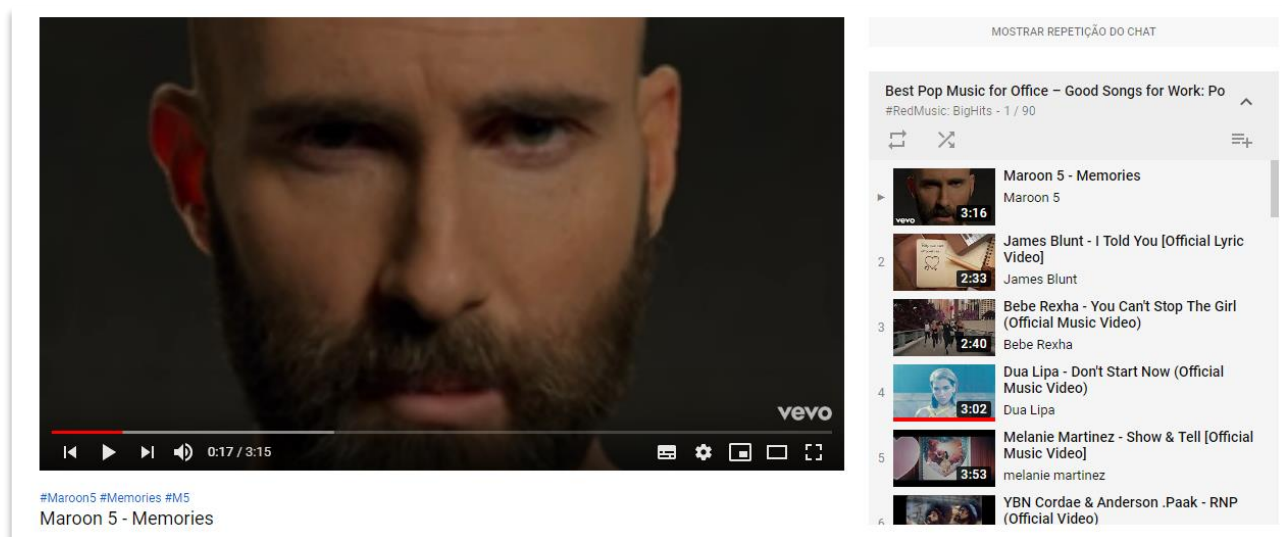 vevo
0:17 / 3:15
#Maroon5 #Memories #M5
Maroon 5 - Memories
MOSTRAR REPETIÇÃO DO CHAT
Best Pop Music for Office – Good Songs for Work: Po
#RedMusic: BigHits - 1 / 90
vevo
3:16
Maroon 5 - Memories
Maroon 5
2
2:33
James Blunt - I Told You [Official Lyric
Video]
James Blunt
3
2:40
Bebe Rexha - You Can't Stop The Girl
(Official Music Video)
Bebe Rexha
4
3:02
Dua Lipa - Don't Start Now (Official
Music Video)
Dua Lipa
5
3:53
Melanie Martinez - Show & Tell [Official
Music Video]
melanie martinez
6
YBN Cordae & Anderson .Paak - RNP
(Official Video)